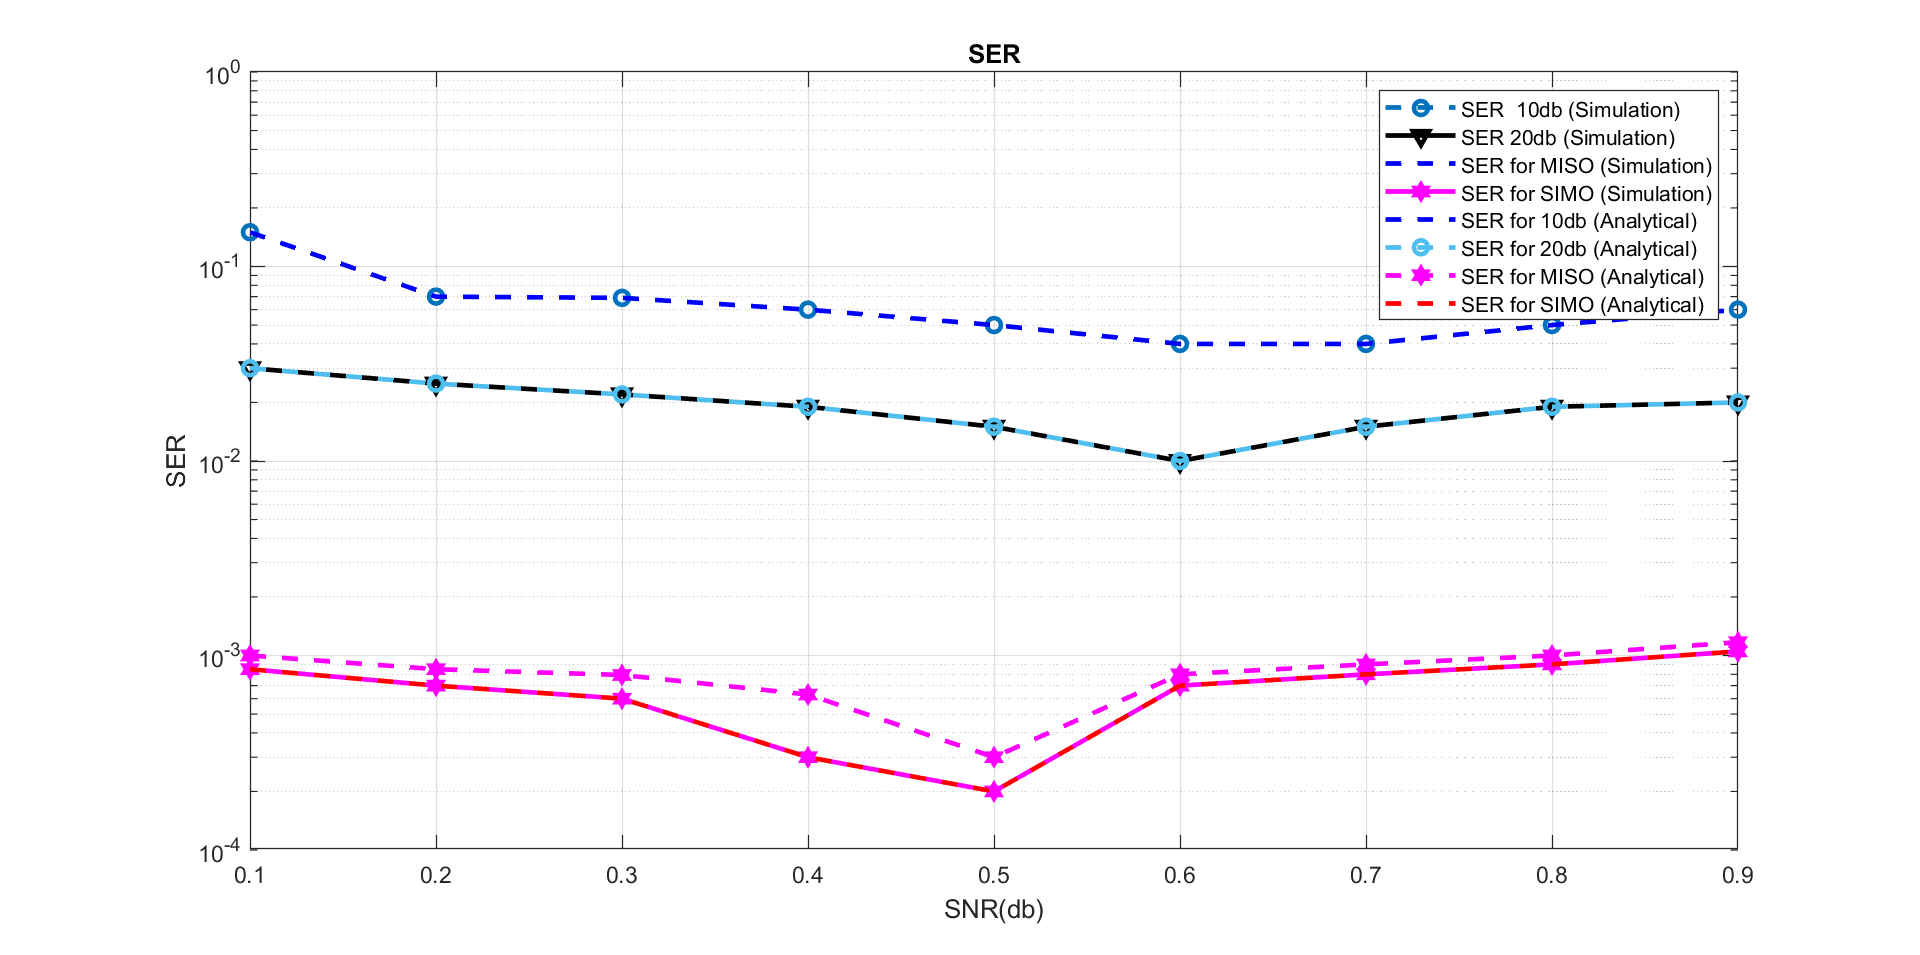 SER
10^0
10^-1
10^-2
10^-3
10^-4
SER
SER  10db (Simulation)
SER 20db (Simulation)
SER for MISO (Simulation)
SER for SIMO (Simulation)
SER for 10db (Analytical)
SER for 20db (Analytical)
SER for MISO (Analytical)
SER for SIMO (Analytical)
0.1 0.2 0.3 0.4 0.5 0.6 0.7 0.8 0.9
SNR(db)